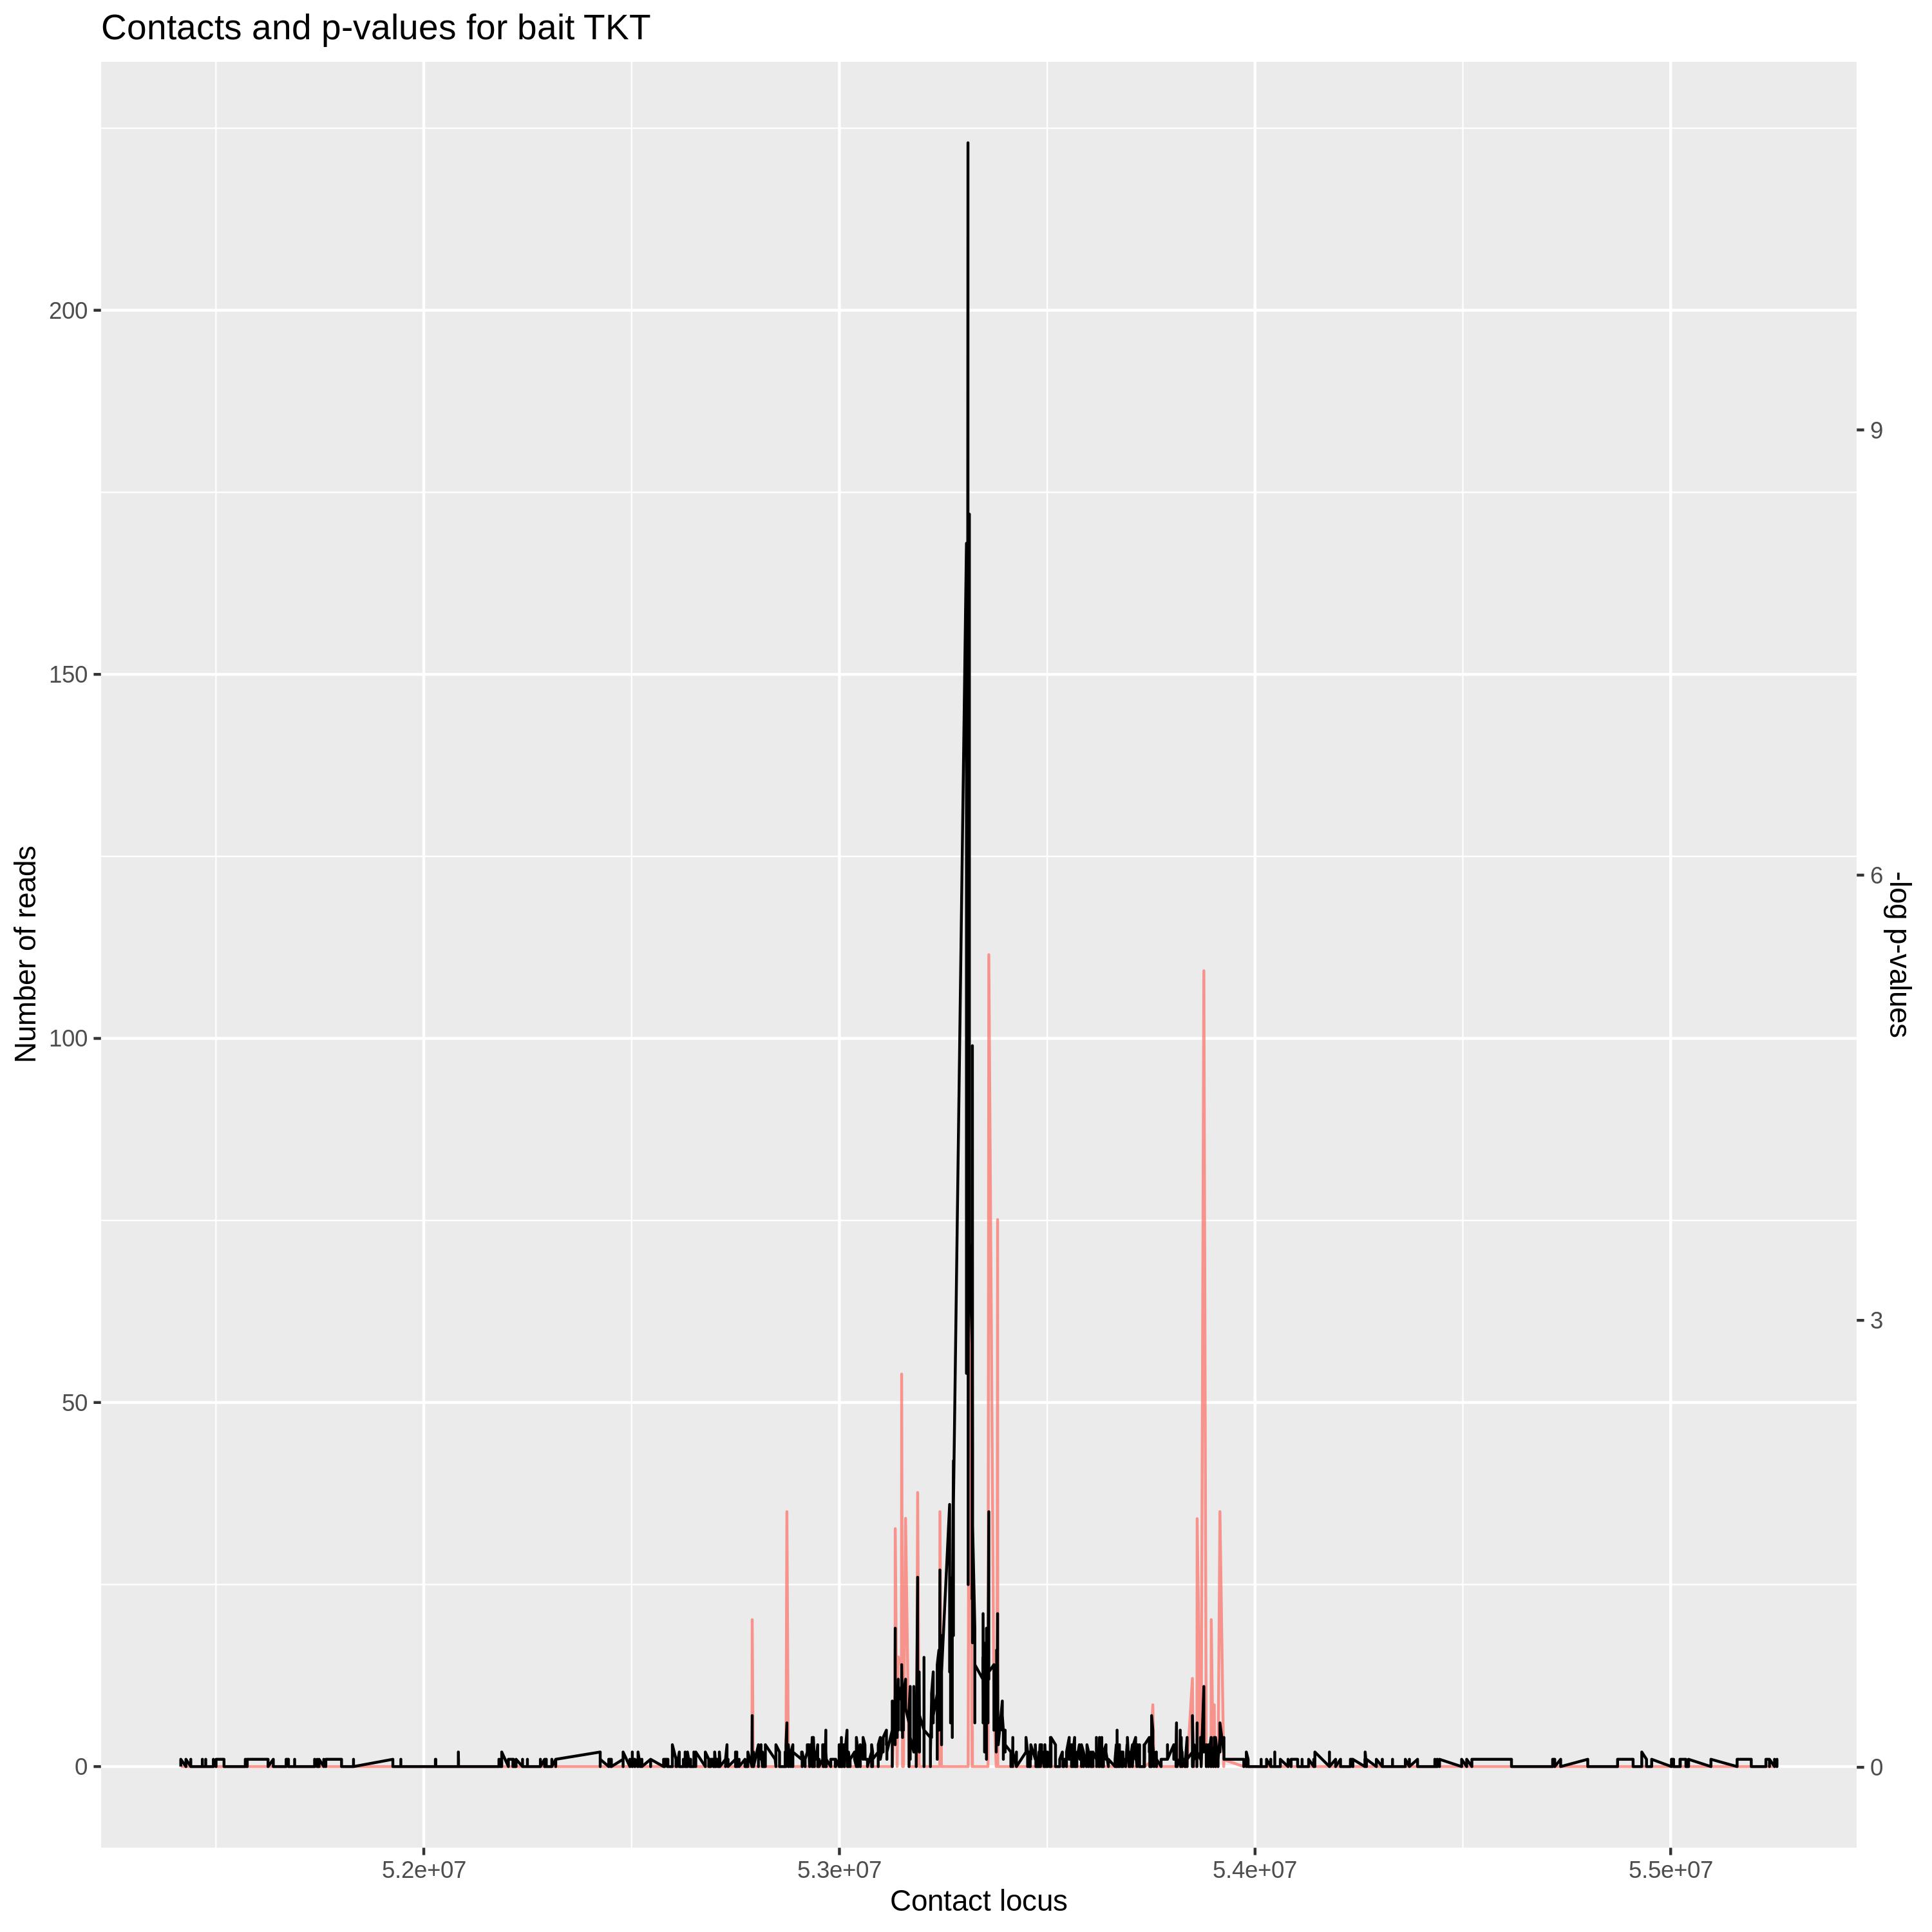 Contacts and p-values for bait TKT
Number of reads
200
150
100
50
0
9
6
3
0
-log p-values
5.2e+07
5.3e+07
5.4e+07
5.5e+07
Contact locus